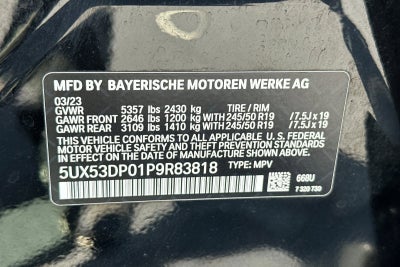 MFD BY BAYERISCHE MOTOREN WERKE AG
03/23
GVWR 5357 lbs 2430 kg TIRE / RIM
GAWR FRONT 2646 lbs 1200 KG WITH 245/50 R19 /7.5J x 19
GAWR REAR 3109 lbs 1410 KG WITH 245/50 R19 /7.5J x 19
THIS VEHICLE CONFORMS TO ALL APPLICABLE U.S. FEDERAL
MOTOR VEHICLE SAFETY AND THEFT PREVENTION STANDARDS
IN EFFECT ON THE DATE OF MANUFACTURE SHOWN ABOVE.
5UX53DP01P9R83818 TYPE: MPV
668U
7 320 730